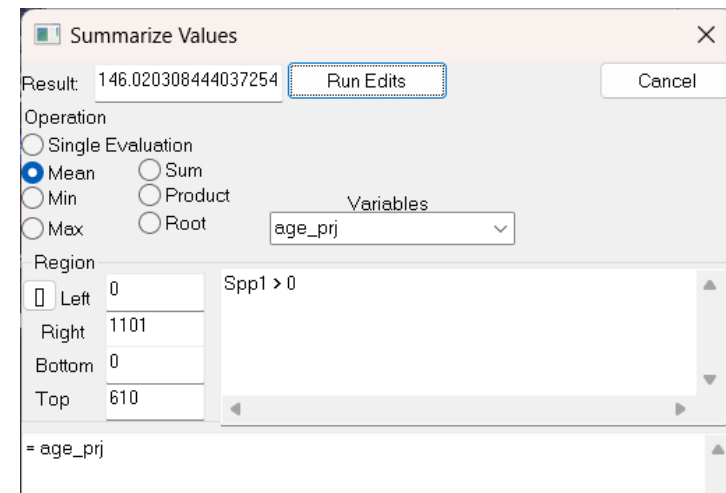 Summarize Values
Result: 146.020308444037254 Run Edits Cancel
Operation
Single Evaluation
Mean Sum
Min Product Variables
Max Root age_prj
Region
[] Left 0 Spp1 > 0
Right 1101
Bottom 0
Top 610
= age_prj